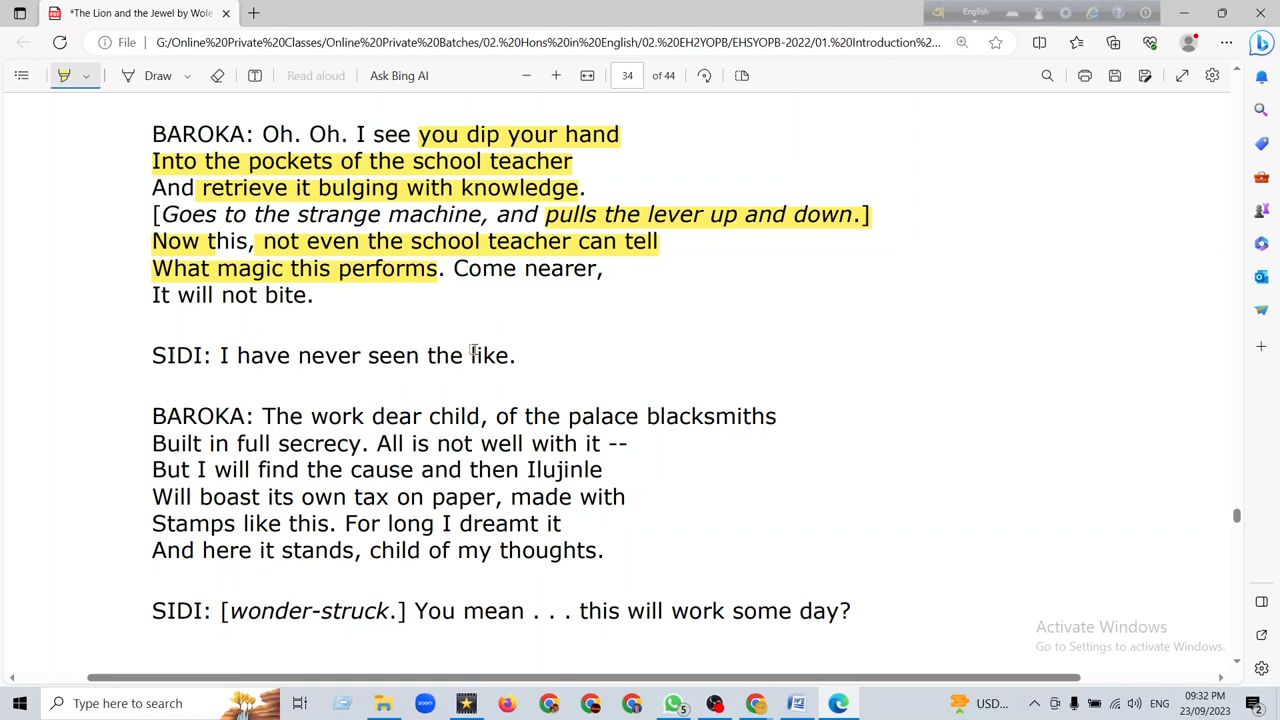 *The Lion and the Jewel by Wole
English
File
G:/Online%20Private%20Classes/Online%20Private%20Batches/02.%20Hons%20in%20English/02.%20EH2YOPB/EHSYOPB-2022/01.%20Introduction%2...
Draw
Read aloud
Ask Bing AI
34
of 44
BAROKA: Oh. Oh. I see you dip your hand
Into the pockets of the school teacher
And retrieve it bulging with knowledge.
[Goes to the strange machine, and pulls the lever up and down.]
Now this, not even the school teacher can tell
What magic this performs. Come nearer,
It will not bite.
SIDI: I have never seen the like.
BAROKA: The work dear child, of the palace blacksmiths
Built in full secrecy. All is not well with it --
But I will find the cause and then Ilujinle
Will boast its own tax on paper, made with
Stamps like this. For long I dreamt it
And here it stands, child of my thoughts.
SIDI: [wonder-struck.] You mean . . . this will work some day?
Activate Windows
Go to Settings to activate Windows.
Type here to search
zoom
5
USD...
ENG
09:32 PM
23/09/2023
2